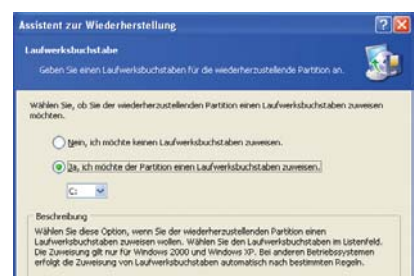 Assistent zur Wiederherstellung
Laufwerksbuchstabe
Geben Sie einen Laufwerksbuchstaben für die wiederherzustellende Partition an.
Wählen Sie, ob Sie der wiederherzustellenden Partition einen Laufwerksbuchstaben zuweisen
möchten.
Nein, ich möchte keinen Laufwerksbuchstaben zuweisen.
Ja, ich möchte der Partition einen Laufwerksbuchstaben zuweisen.
C:
Beschreibung
Wählen Sie diese Option, wenn Sie der wiederherzustellenden Partition einen
Laufwerksbuchstaben zuweisen wollen. Wählen Sie den Laufwerksbuchstaben im Listenfeld.
Die Zuweisung gilt nur für Windows 2000 und Windows XP. Bei anderen Betriebssystemen
erfolgt die Zuweisung von Laufwerksbuchstaben automatisch nach bestimmten Regeln.